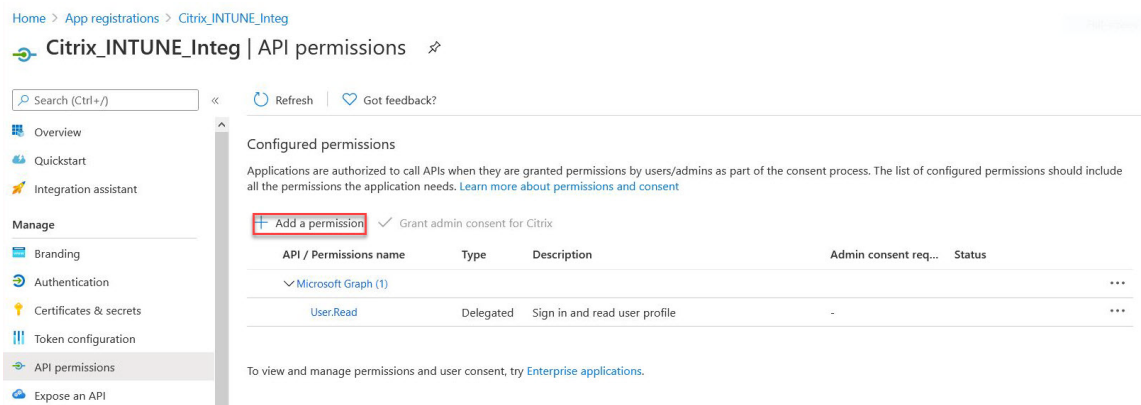 Home > App registrations > Citrix_INTUNE_Integ
Citrix_INTUNE_Integ | API permissions
Search (Ctrl+/)
«
Refresh
Got feedback?
Overview
Quickstart
Integration assistant
Manage
Branding
Authentication
Certificates & secrets
Token configuration
API permissions
Expose an API
Configured permissions
Applications are authorized to call APIs when they are granted permissions by users/admins as part of the consent process. The list of configured permissions should include
all the permissions the application needs. Learn more about permissions and consent
+ Add a permission ✓ Grant admin consent for Citrix
API / Permissions name Type Description Admin consent req... Status
Microsoft Graph (1) ...
User.Read Delegated Sign in and read user profile - ...
To view and manage permissions and user consent, try Enterprise applications.